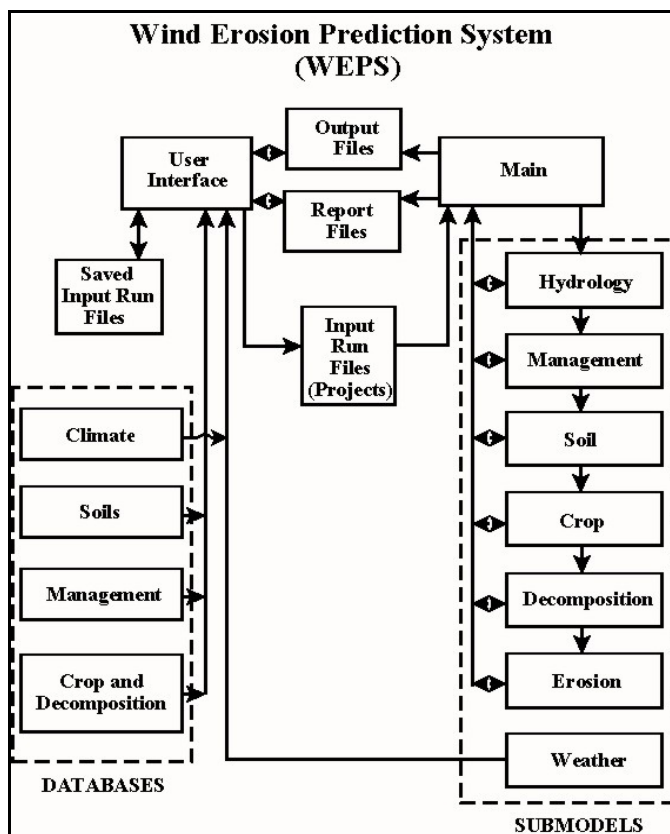 Wind Erosion Prediction System
(WEPS)
User
Interface
Output
Files
Main
Report
Files
Saved
Input Run
Files
Input
Run
Files
(Projects)
Hydrology
Management
Soil
Crop
Decomposition
Erosion
Weather
SUBMODELS
Climate
Soils
Management
Crop and
Decomposition
DATABASES